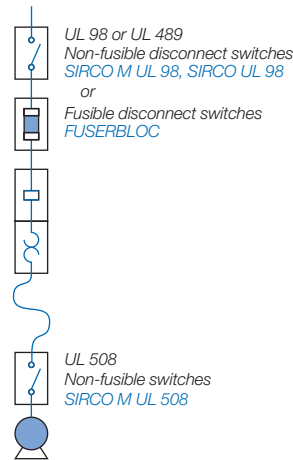 UL 98 or UL 489
Non-fusible disconnect switches
SIRCO M UL 98, SIRCO UL 98
or
Fusible disconnect switches
FUSERBLOC
UL 508
Non-fusible switches
SIRCO M UL 508